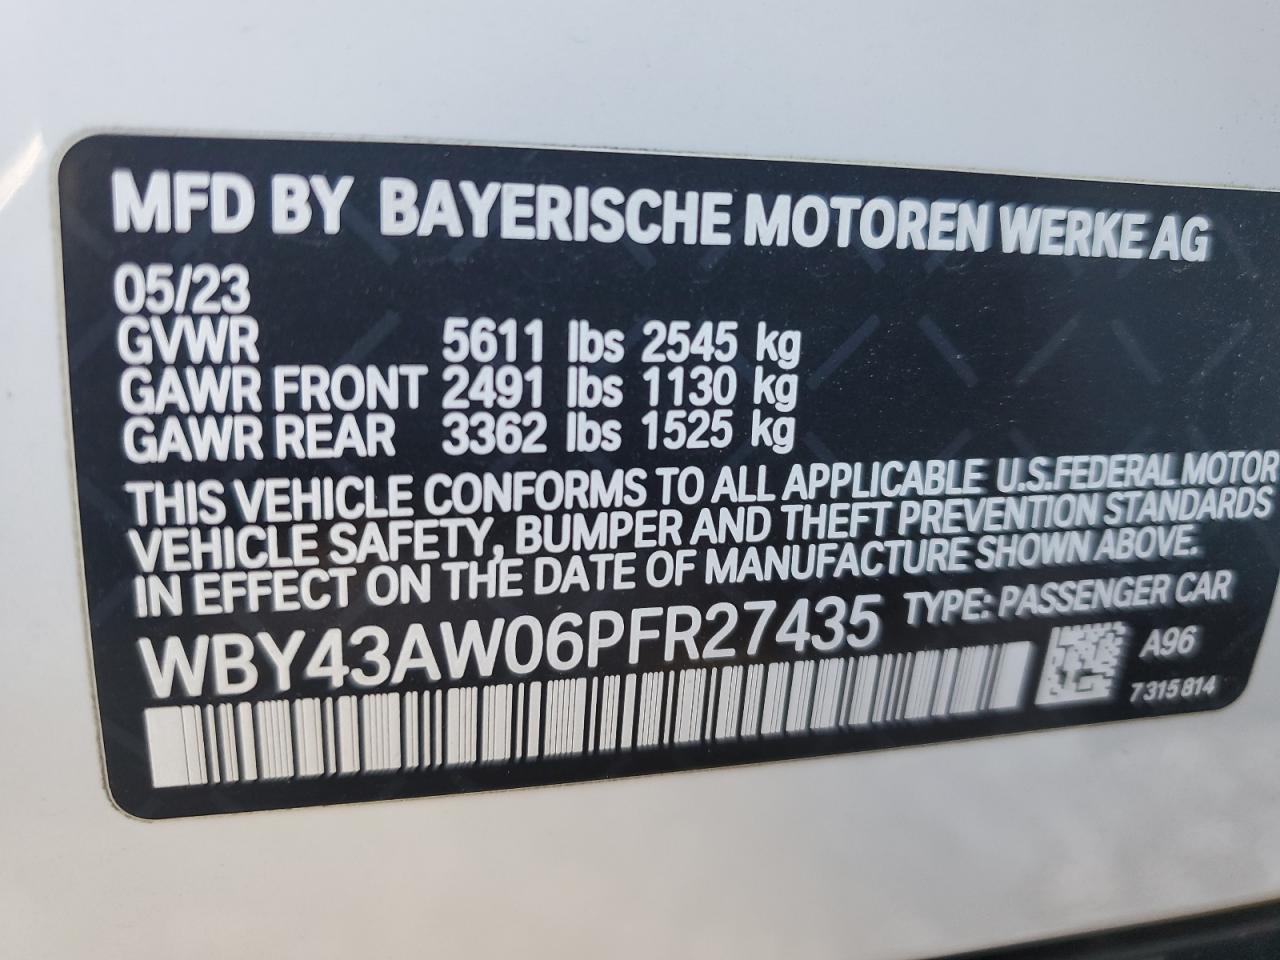 MFD BY BAYERISCHE MOTOREN WERKE AG
05/23
GVWR 5611 lbs 2545 kg
GAWR FRONT 2491 lbs 1130 kg
GAWR REAR 3362 lbs 1525 kg
THIS VEHICLE CONFORMS TO ALL APPLICABLE U.S.FEDERAL MOTOR
VEHICLE SAFETY, BUMPER AND THEFT PREVENTION STANDARDS
IN EFFECT ON THE DATE OF MANUFACTURE SHOWN ABOVE.
WBY43AW06PFR27435 TYPE: PASSENGER CAR
A96
7 315 814